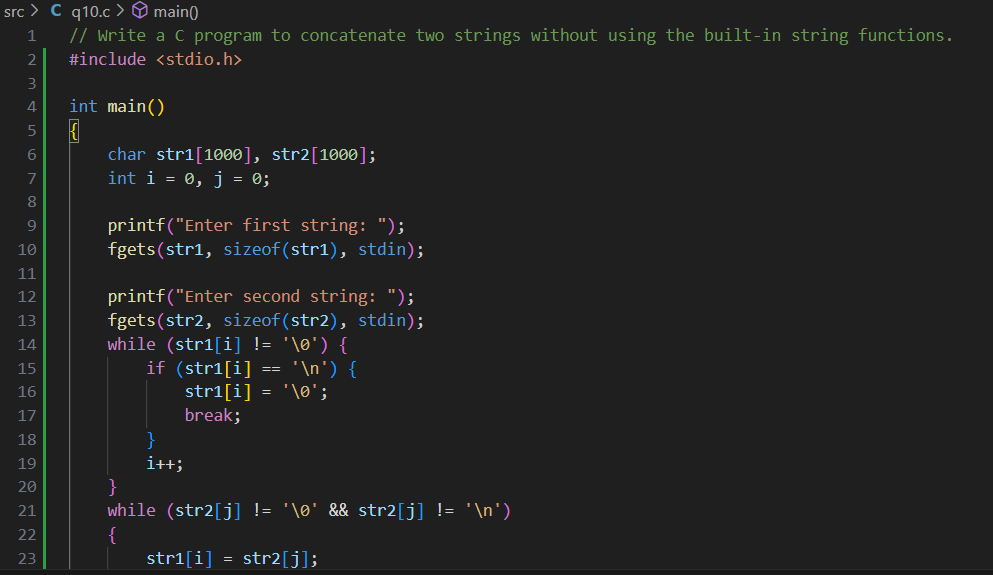 src > C q10.c > main()
1 // Write a C program to concatenate two strings without using the built-in string functions.
2 #include <stdio.h>
3
4 int main()
5 {
6     char str1[1000], str2[1000];
7     int i = 0, j = 0;
8
9     printf("Enter first string: ");
10     fgets(str1, sizeof(str1), stdin);
11
12     printf("Enter second string: ");
13     fgets(str2, sizeof(str2), stdin);
14     while (str1[i] != '\0') {
15         if (str1[i] == '\n') {
16             str1[i] = '\0';
17             break;
18         }
19         i++;
20     }
21     while (str2[j] != '\0' && str2[j] != '\n')
22     {
23         str1[i] = str2[j];